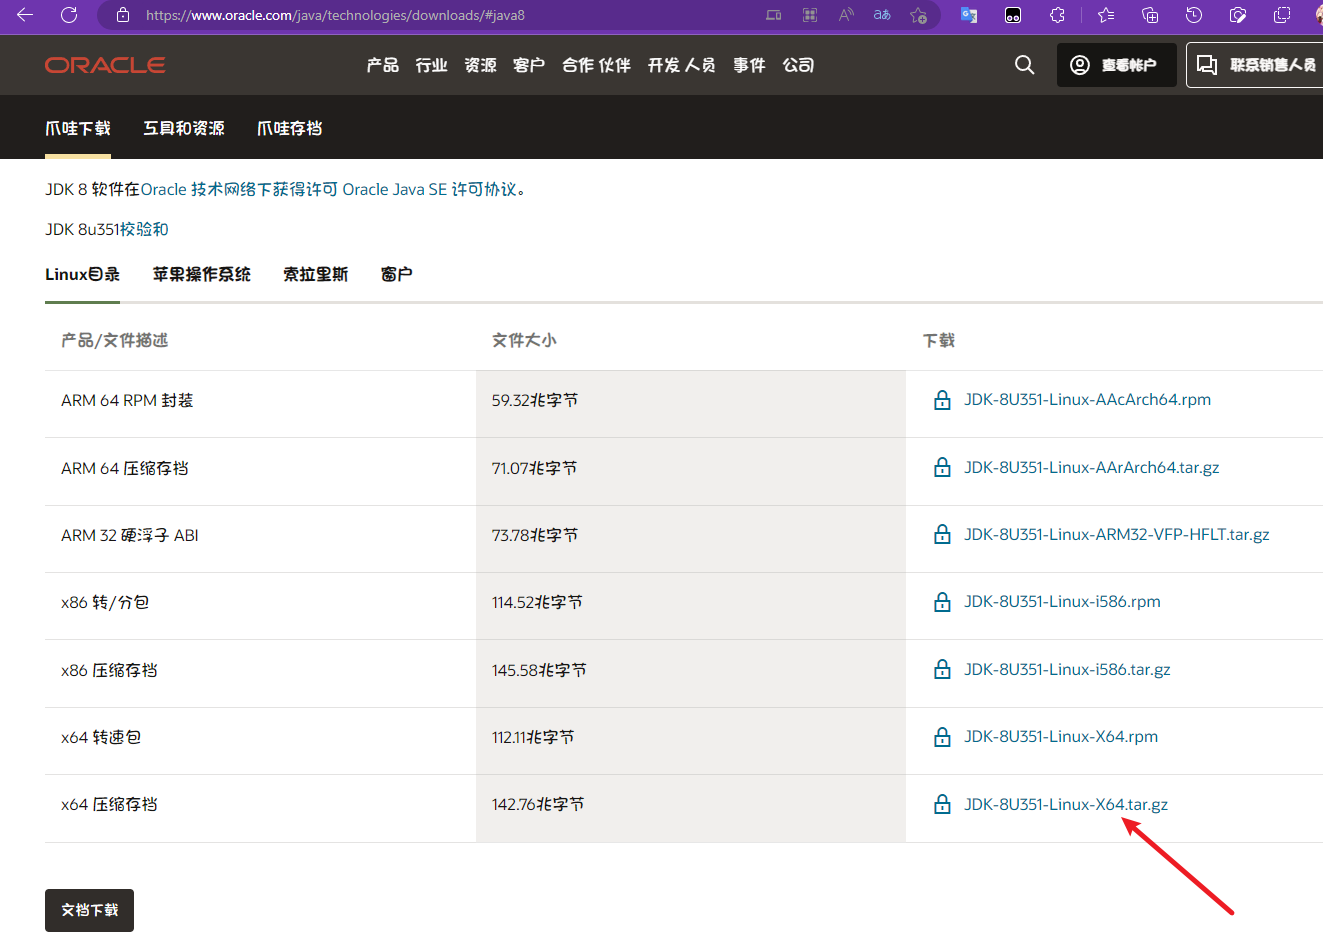 https://www.oracle.com/java/technologies/downloads/#java8
ORACLE 产品 行业 资源 客户 合作伙伴 开发人员 事件 公司 查看帐户 联系销售人员
爪哇下载 工具和资源 爪哇存档
JDK 8 软件在Oracle 技术网络下获得许可 Oracle Java SE 许可协议。
JDK 8u351校验和
Linux目录 苹果操作系统 索拉里斯 窗户
产品/文件描述 文件大小 下载
ARM 64 RPM 封装 59.32兆字节 JDK-8U351-Linux-AAcArch64.rpm
ARM 64 压缩存档 71.07兆字节 JDK-8U351-Linux-AArArch64.tar.gz
ARM 32 硬浮子 ABI 73.78兆字节 JDK-8U351-Linux-ARM32-VFP-HFLT.tar.gz
x86 转/分包 114.52兆字节 JDK-8U351-Linux-i586.rpm
x86 压缩存档 145.58兆字节 JDK-8U351-Linux-i586.tar.gz
x64 转速包 112.11兆字节 JDK-8U351-Linux-X64.rpm
x64 压缩存档 142.76兆字节 JDK-8U351-Linux-X64.tar.gz
文档下载